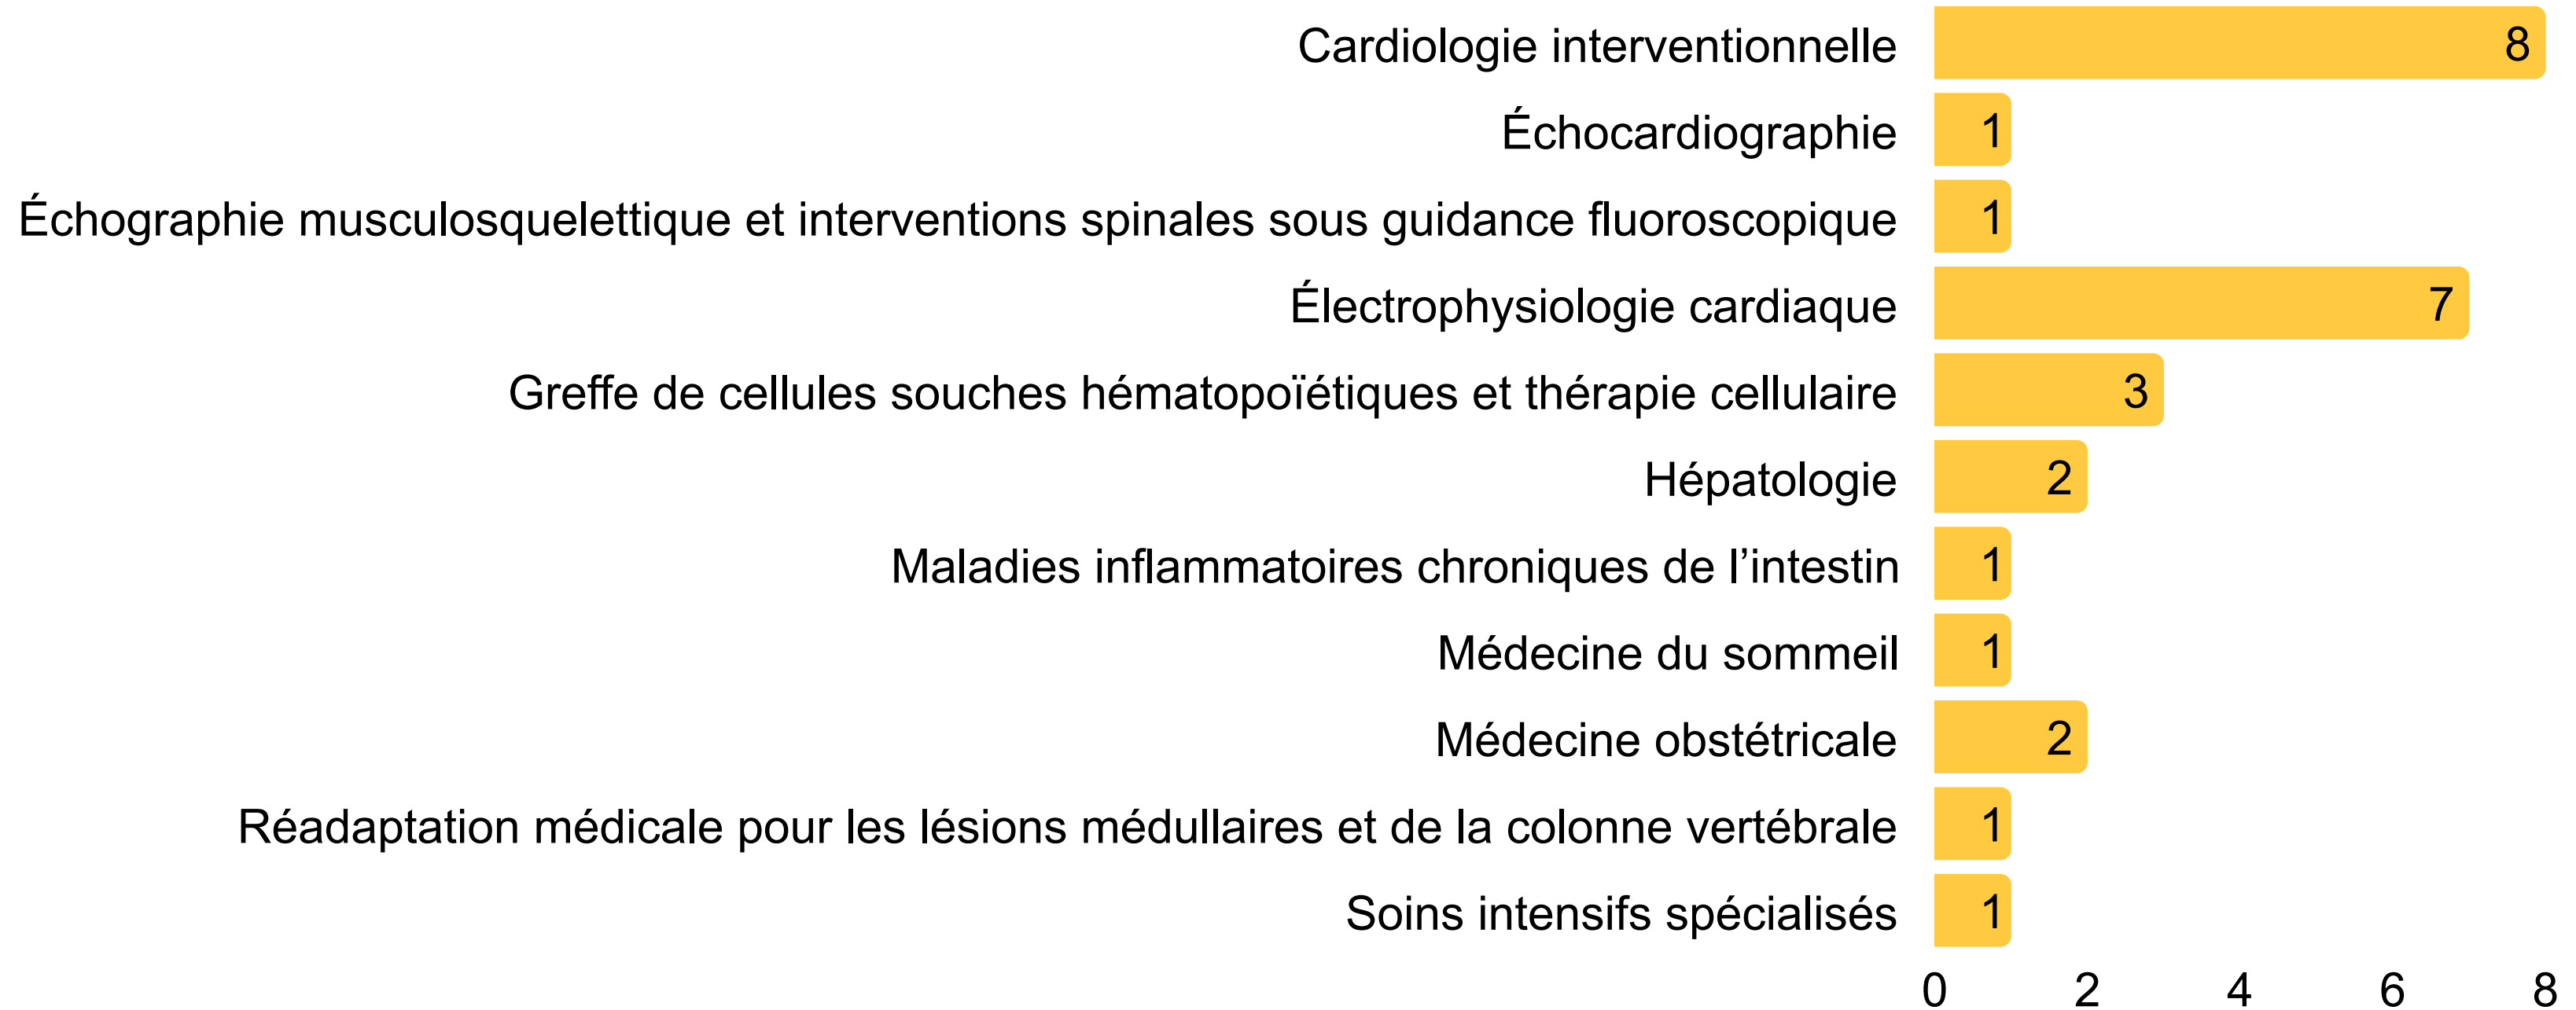 Cardiologie interventionnelle 8
Échocardiographie 1
Échographie musculosquelettique et interventions spinales sous guidance fluoroscopique 1
Électrophysiologie cardiaque 7
Greffe de cellules souches hématopoïétiques et thérapie cellulaire 3
Hépatologie 2
Maladies inflammatoires chroniques de l’intestin 1
Médecine du sommeil 1
Médecine obstétricale 2
Réadaptation médicale pour les lésions médullaires et de la colonne vertébrale 1
Soins intensifs spécialisés 1
0 2 4 6 8